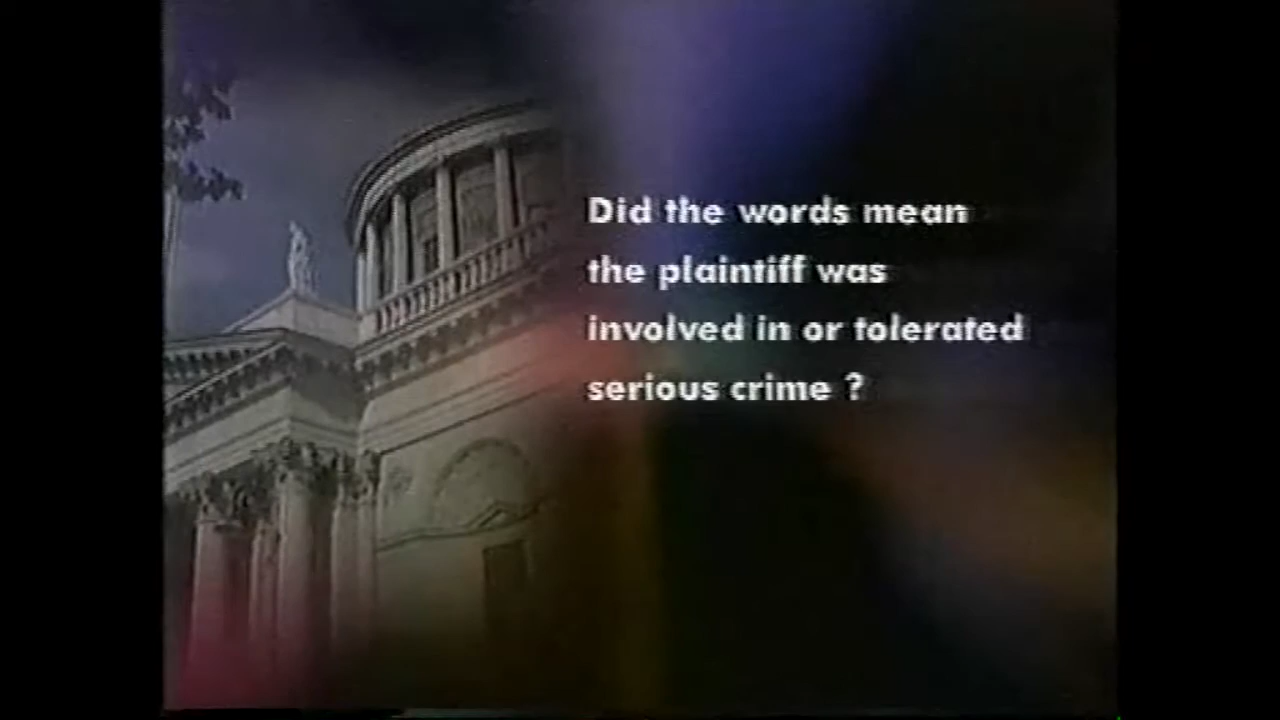 Did the words mean
the plaintiff was
involved in or tolerated
serious crime ?